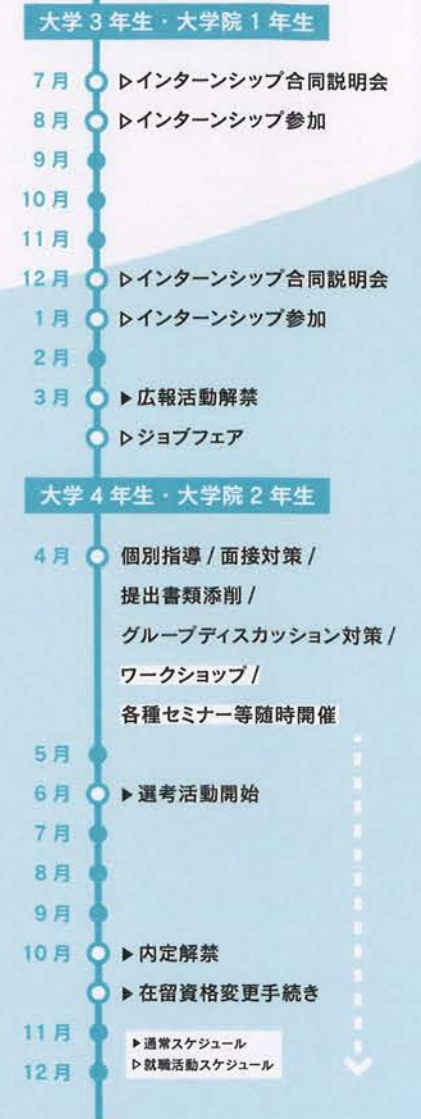 大学3年生・大学院1年生
7月 ▷インターンシップ合同説明会
8月 ▷インターンシップ参加
9月
10月
11月
12月 ▷インターンシップ合同説明会
1月 ▷インターンシップ参加
2月
3月 ▶広報活動解禁
▷ジョブフェア
大学4年生・大学院2年生
4月 個別指導 / 面接対策 /
提出書類添削 /
グループディスカッション対策 /
ワークショップ /
各種セミナー等随時開催
5月
6月 ▶選考活動開始
7月
8月
9月
10月 ▶内定解禁
▶在留資格変更手続き
11月
▶通常スケジュール
▷就職活動スケジュール
12月